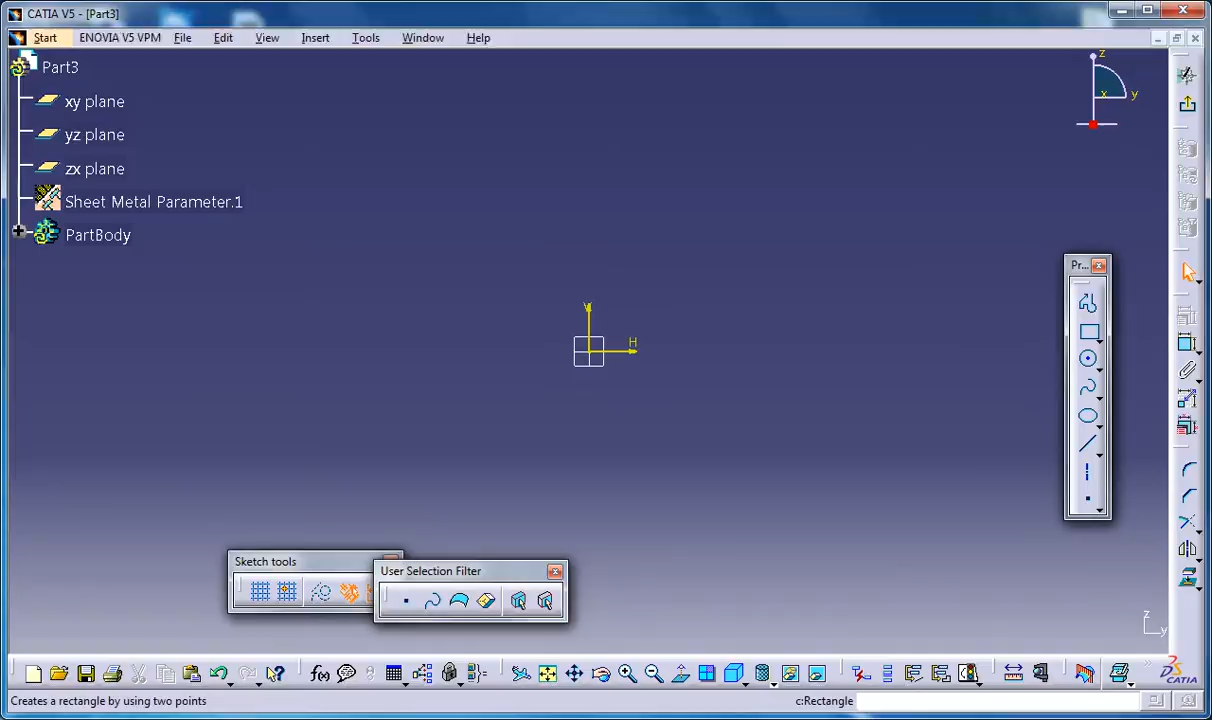 CATIA V5 - [Part3]
Start ENOVIA V5 VPM File Edit View Insert Tools Window Help
Part3
xy plane
yz plane
zx plane
Sheet Metal Parameter.1
PartBody
z
x
y
V
H
Pr...
Sketch tools
User Selection Filter
z
y
f(x)
CATIA
Creates a rectangle by using two points
c:Rectangle